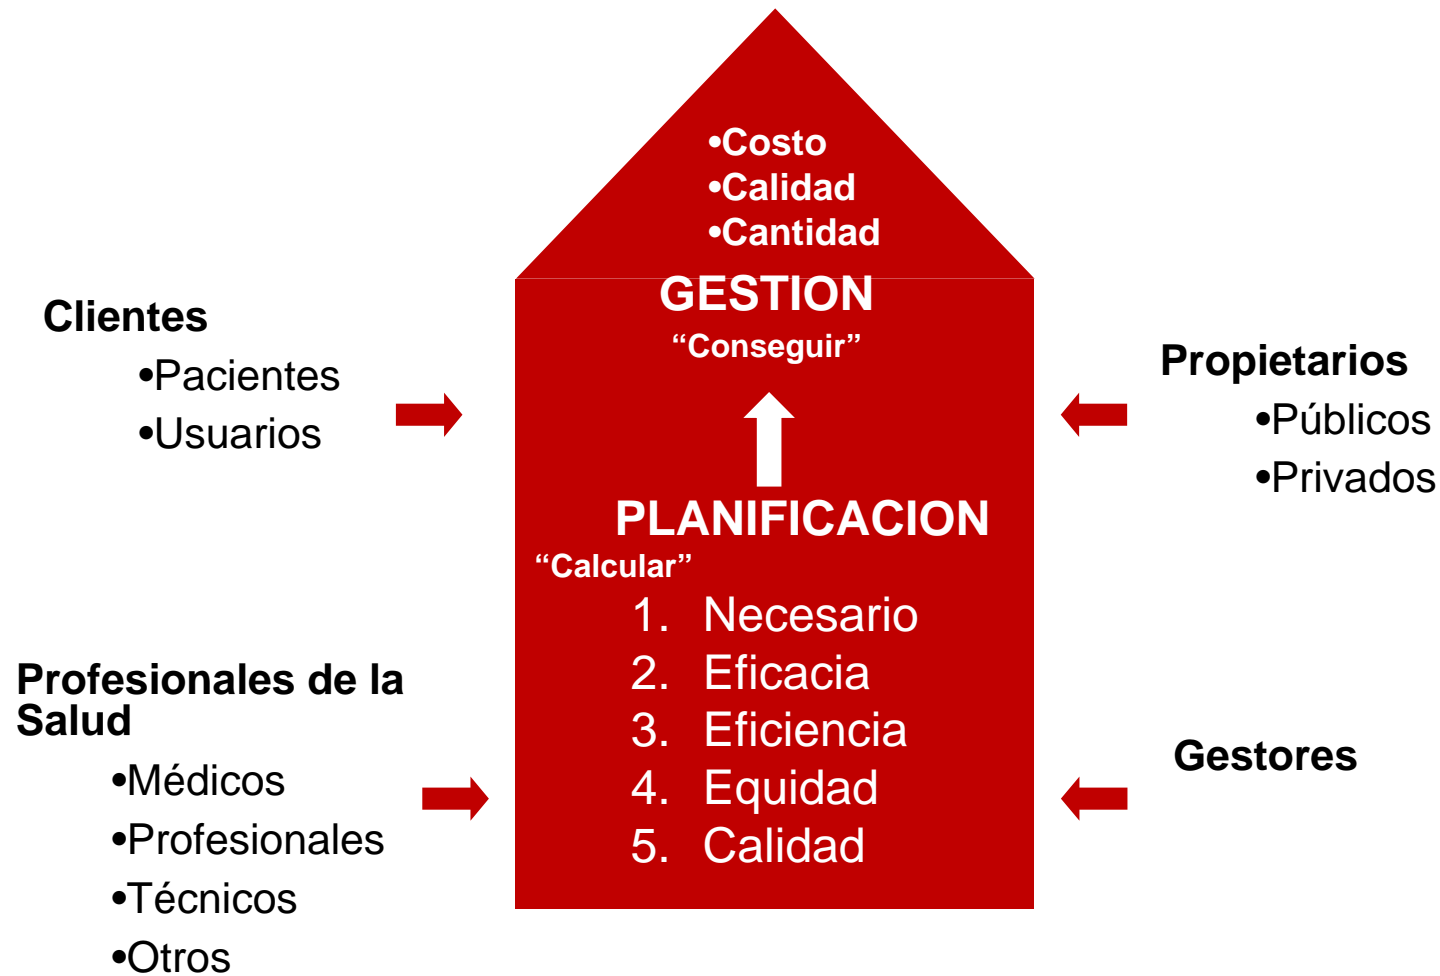 •Costo
•Calidad
•Cantidad
GESTION
“Conseguir”
PLANIFICACION
“Calcular”
1. Necesario
2. Eficacia
3. Eficiencia
4. Equidad
5. Calidad
Clientes
•Pacientes
•Usuarios
Profesionales de la
Salud
•Médicos
•Profesionales
•Técnicos
•Otros
Propietarios
•Públicos
•Privados
Gestores